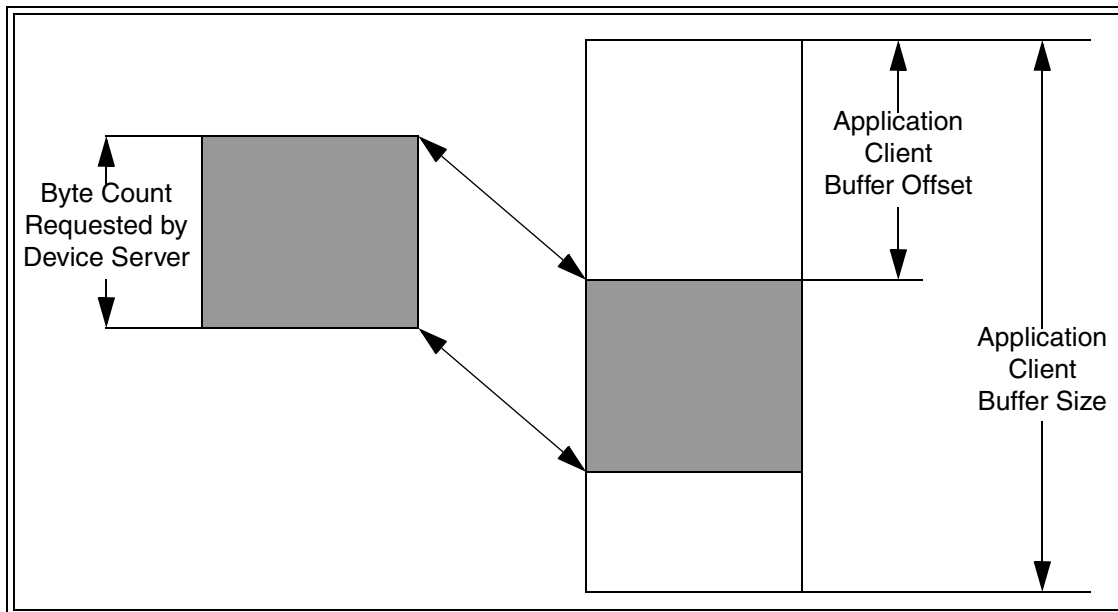 Byte Count
Requested by
Device Server
Application
Client
Buffer Offset
Application
Client
Buffer Size